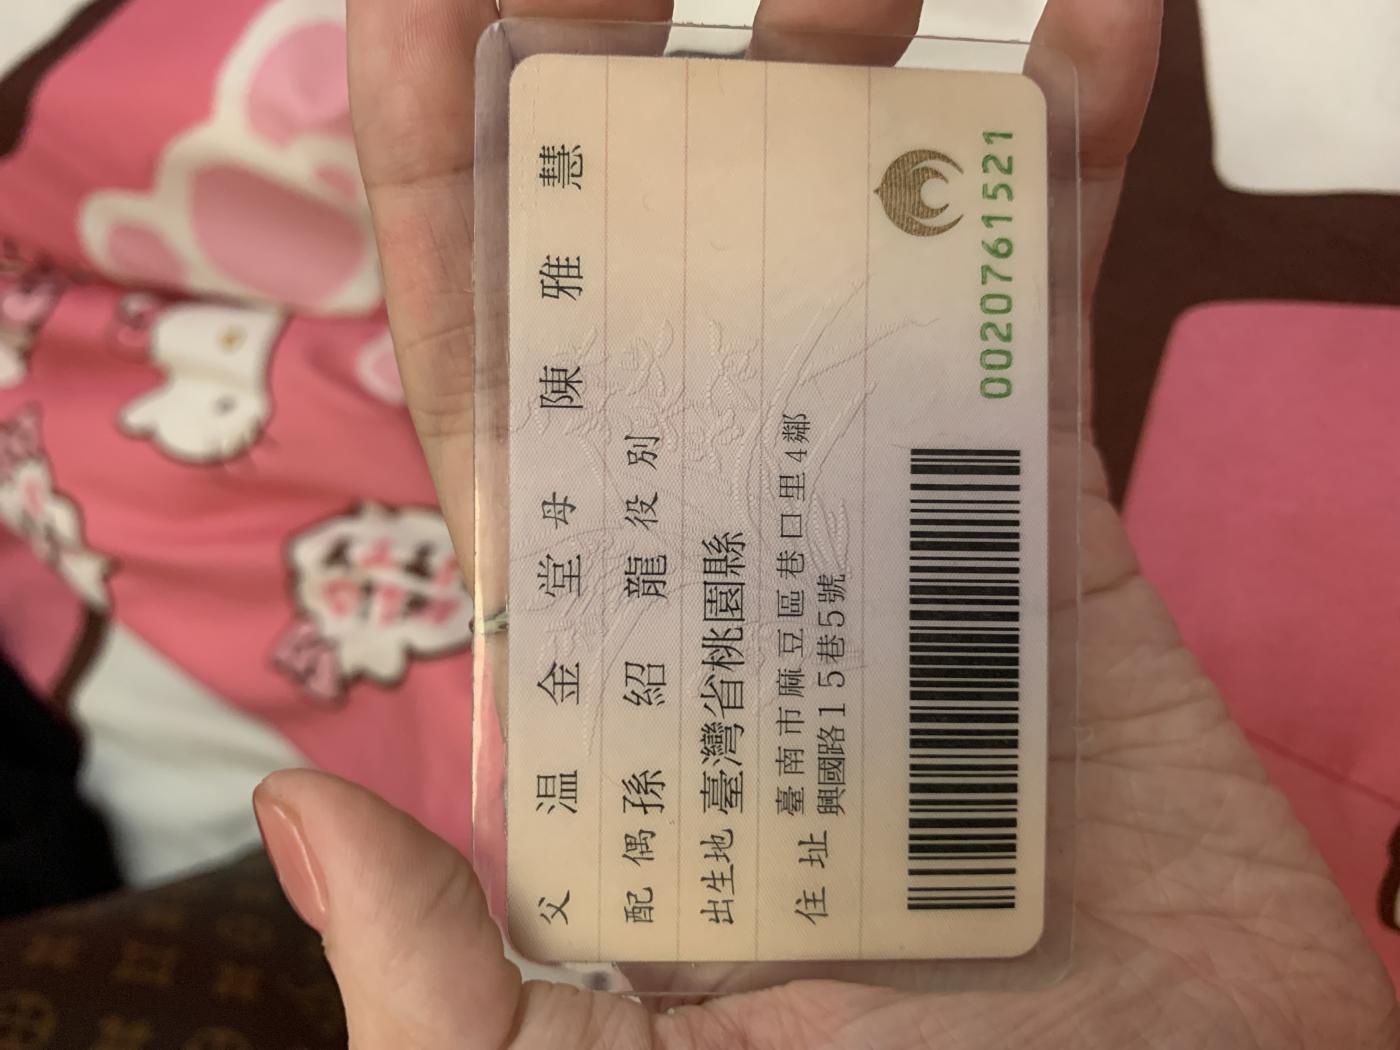 父 温金堂 母 陳雅慧
配偶 孫紹龍 役別
出生地 臺灣省桃園縣
住址 臺南市麻豆區巷口里4鄰
興國路15巷55號
0020761521